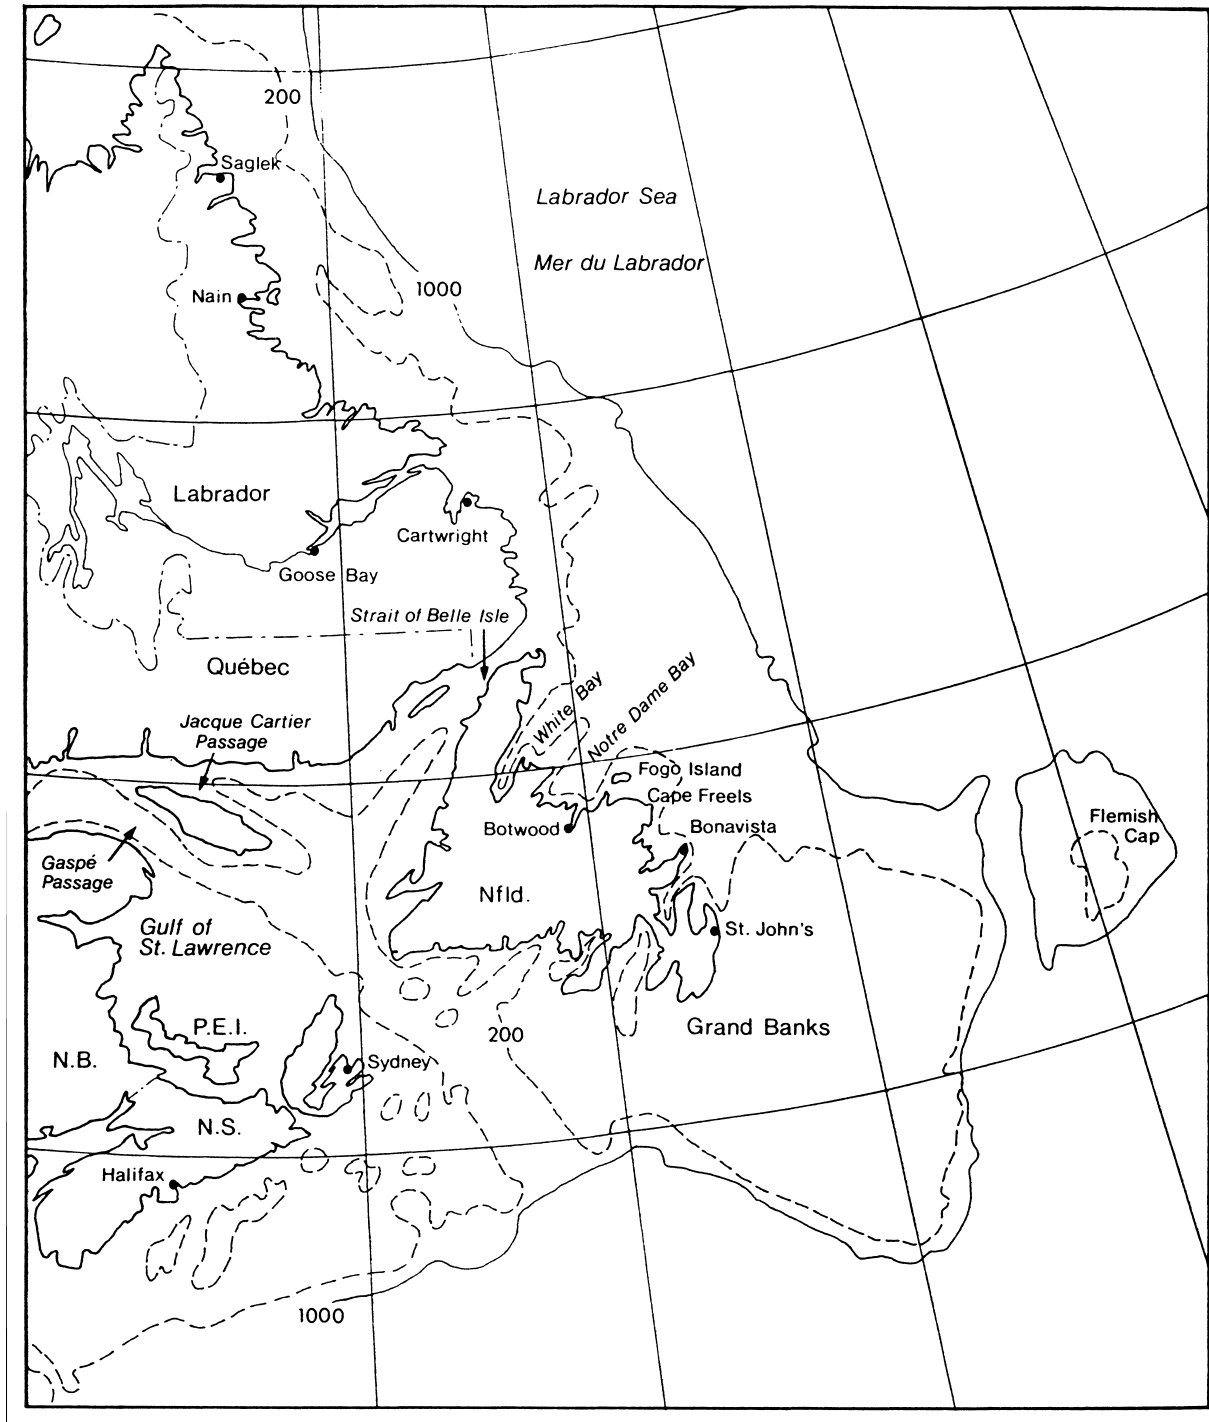 200
Saglek
Labrador Sea
Mer du Labrador
Nain
1000
Labrador
Cartwright
Goose Bay
Strait of Belle Isle
Québec
White Bay
Notre Dame Bay
Jacque Cartier
Passage
Fogo Island
Cape Freels
Botwood
Bonavista
Flemish
Cap
Gaspé
Passage
Nfld.
Gulf of
St. Lawrence
St. John's
P.E.I.
200
Grand Banks
N.B.
Sydney
N.S.
Halifax
1000